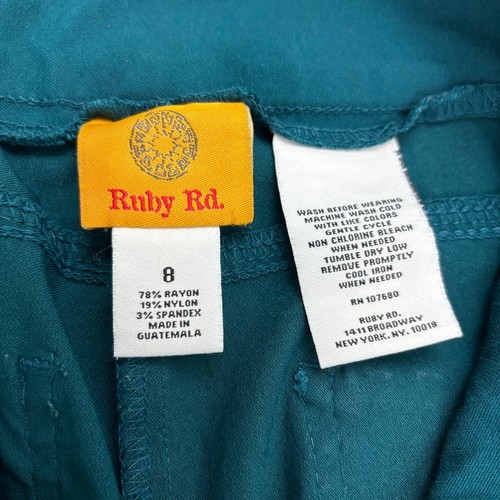 Ruby Rd.
8
78% RAYON
19% NYLON
3% SPANDEX
MADE IN
GUATEMALA
WASH BEFORE WEARING
MACHINE WASH COLD
WITH LIKE COLORS
GENTLE CYCLE
NON CHLORINE BLEACH
WHEN NEEDED
TUMBLE DRY LOW
REMOVE PROMPTLY
COOL IRON
WHEN NEEDED
RN 107680
RUBY RD.
1411 BROADWAY
NEW YORK, NY. 10018